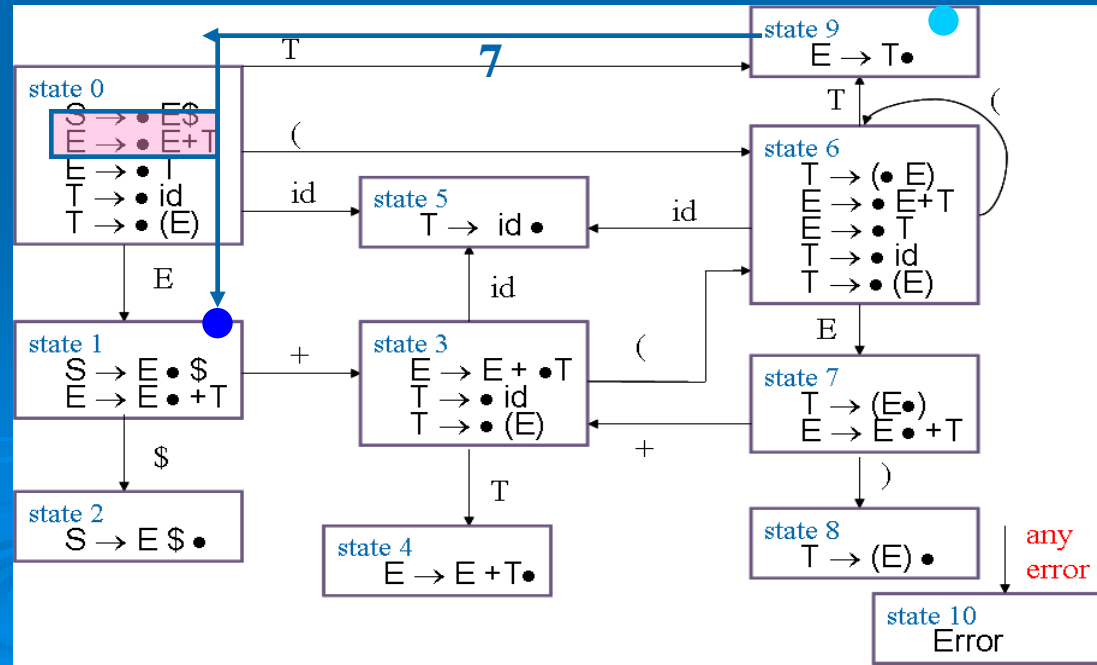 state 9
E → T●
T
7
state 0
S → ● E$
E → ● E+T
E → ● T
T → ● id
T → ● (E)
(
T
(
state 6
T → (● E)
E → ● E+T
E → ● T
T → ● id
T → ● (E)
id
state 5
T → id ●
id
E
id
(
E
state 1
S → E ● $
E → E ● +T
+
state 3
E → E + ●T
T → ● id
T → ● (E)
state 7
T → (E●)
E → E ● +T
+
$
T
)
state 2
S → E $ ●
state 4
E → E +T●
state 8
T → (E) ●
any
error
state 10
Error